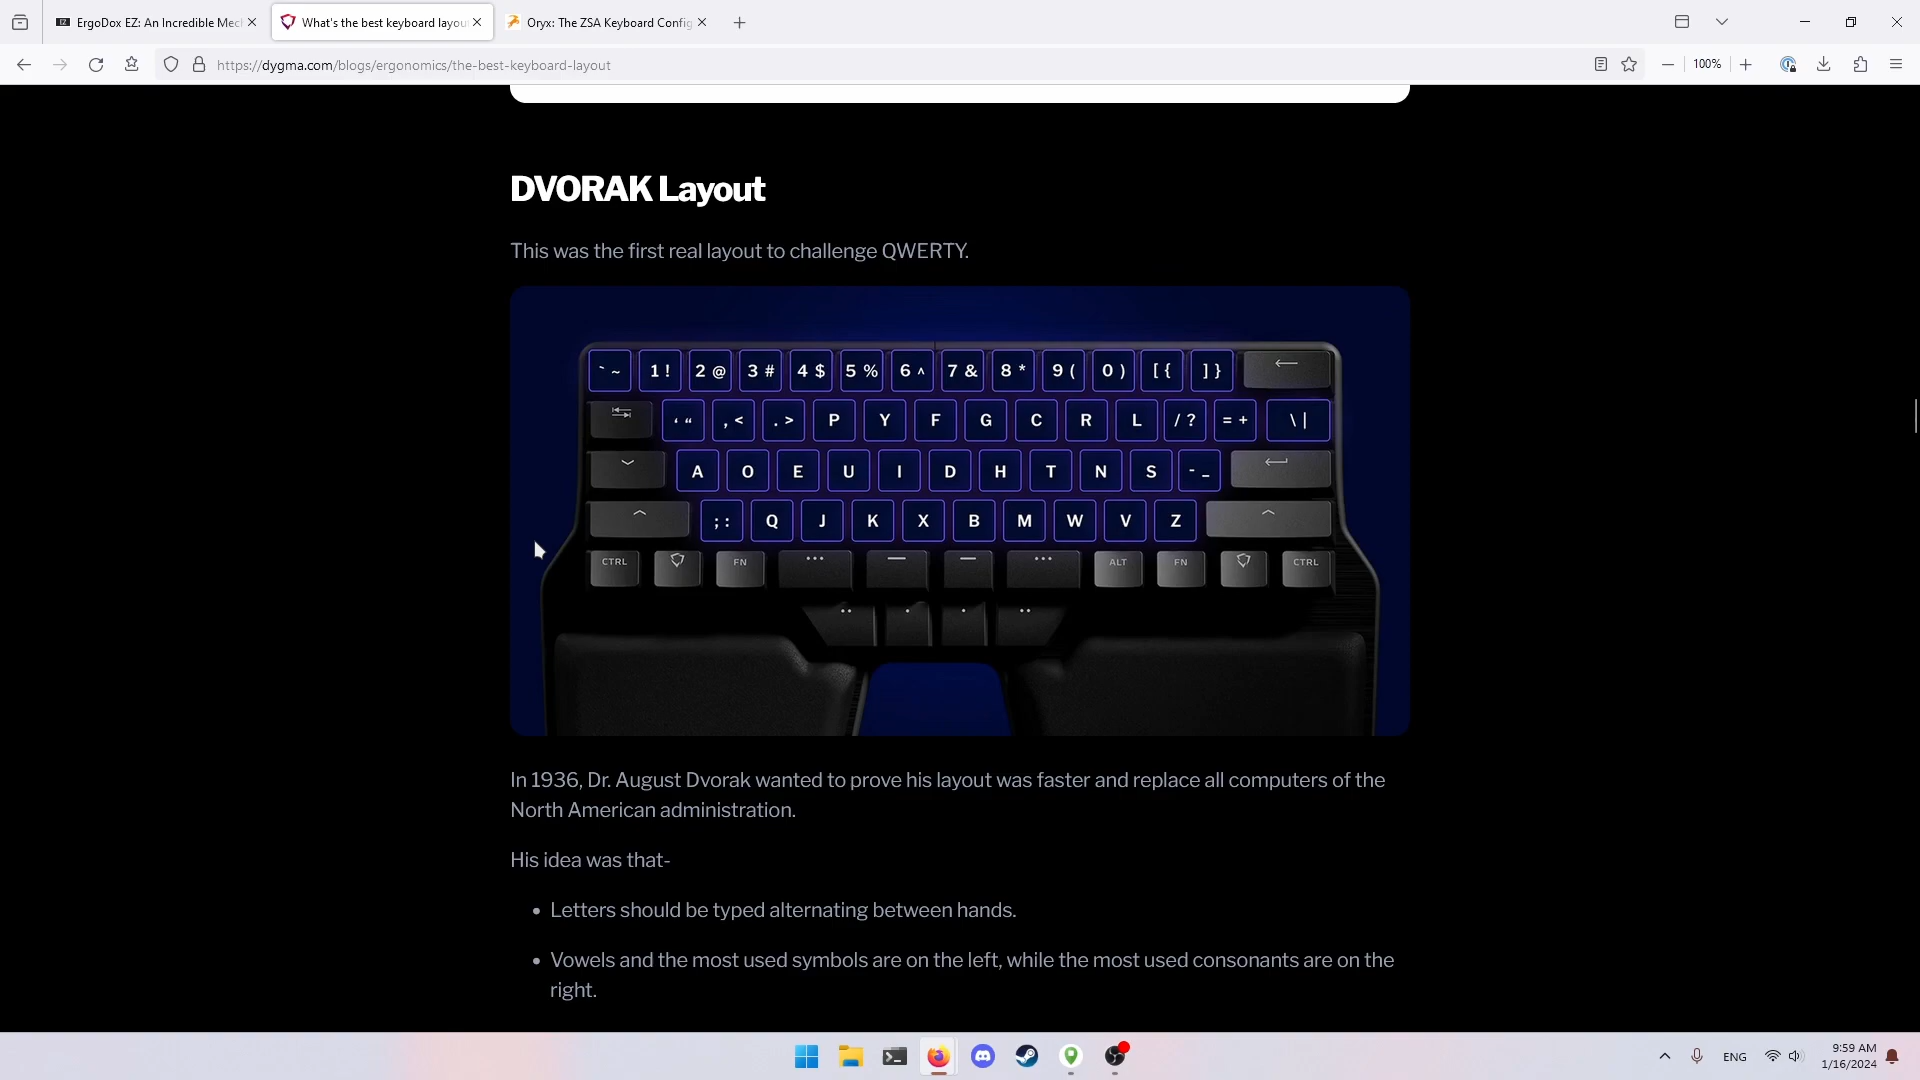 ErgoDox EZ: An Incredible Mec
What's the best keyboard layou
Oryx: The ZSA Keyboard Config
https://dygma.com/blogs/ergonomics/the-best-keyboard-layout
100%
DVORAK Layout
This was the first real layout to challenge QWERTY.
` ~ 1 ! 2 @ 3 # 4 $ 5 % 6 ^ 7 & 8 * 9 ( 0 ) [ { ] }
‘ “ , < . > P Y F G C R L / ? = + \ |
A O E U I D H T N S - _
; : Q J K X B M W V Z
CTRL FN ALT FN CTRL
In 1936, Dr. August Dvorak wanted to prove his layout was faster and replace all computers of the
North American administration.
His idea was that-
• Letters should be typed alternating between hands.
• Vowels and the most used symbols are on the left, while the most used consonants are on the
right.
ENG
9:59 AM
1/16/2024